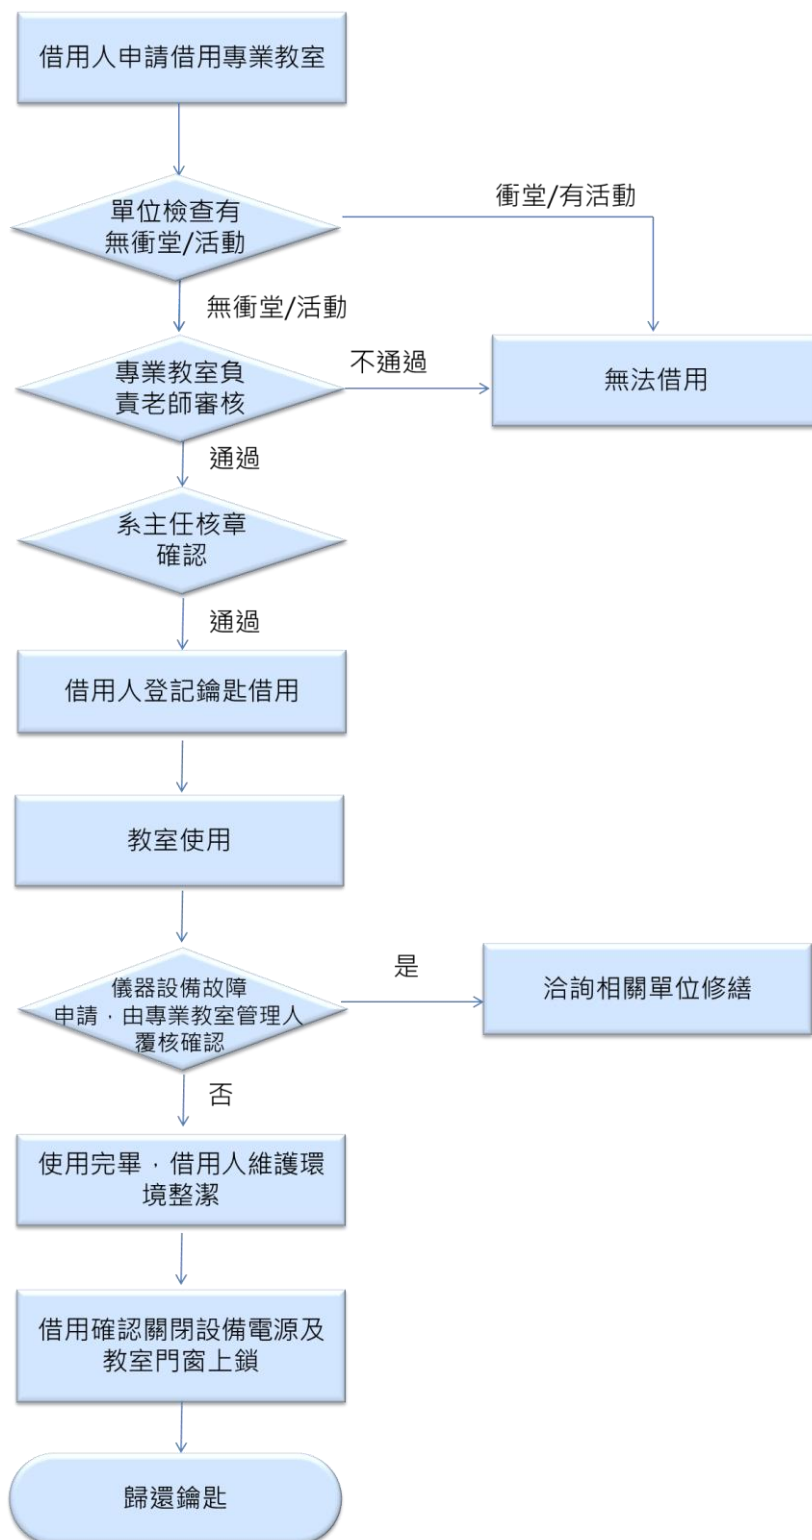 借用人申請借用專業教室
單位檢查有
無衝堂/活動
衝堂/有活動
無衝堂/活動
專業教室負
責老師審核
不通過
無法借用
通過
系主任核章
確認
通過
借用人登記鑰匙借用
教室使用
儀器設備故障
申請，由專業教室管理人
覆核確認
是
洽詢相關單位修繕
否
使用完畢，借用人維護環
境整潔
借用確認關閉設備電源及
教室門窗上鎖
歸還鑰匙